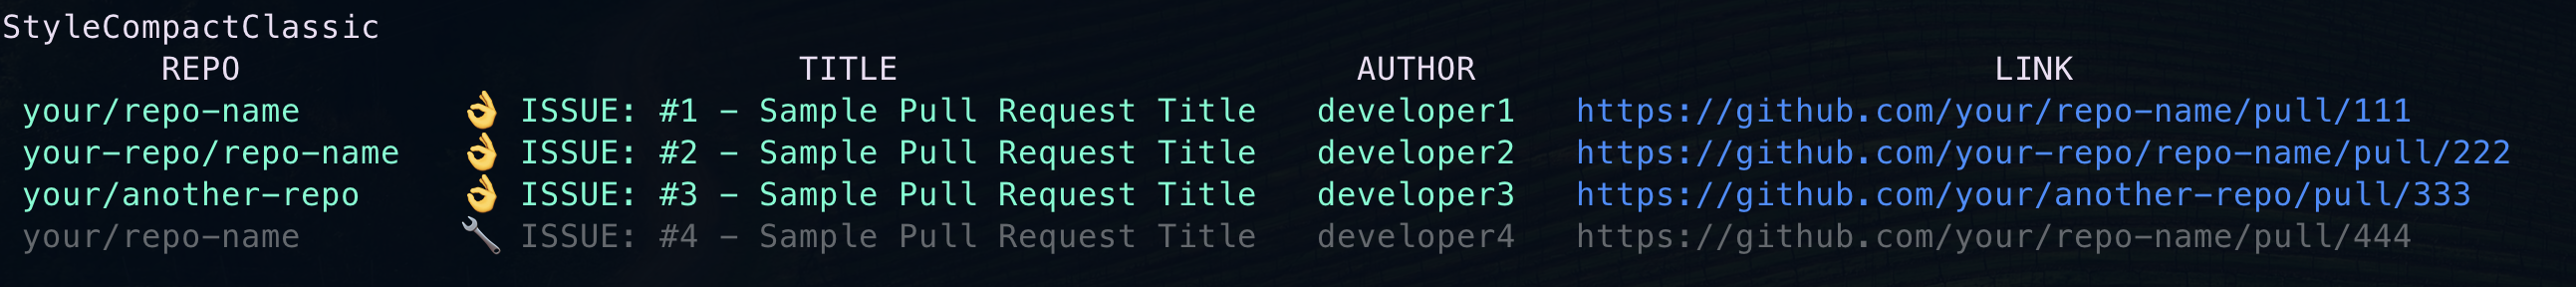 StyleCompactClassic
REPO TITLE AUTHOR LINK
your/repo-name 👌 ISSUE: #1 - Sample Pull Request Title developer1 https://github.com/your/repo-name/pull/111
your-repo/repo-name 👌 ISSUE: #2 - Sample Pull Request Title developer2 https://github.com/your-repo/repo-name/pull/222
your/another-repo 👌 ISSUE: #3 - Sample Pull Request Title developer3 https://github.com/your/another-repo/pull/333
your/repo-name 🔧 ISSUE: #4 - Sample Pull Request Title developer4 https://github.com/your/repo-name/pull/444